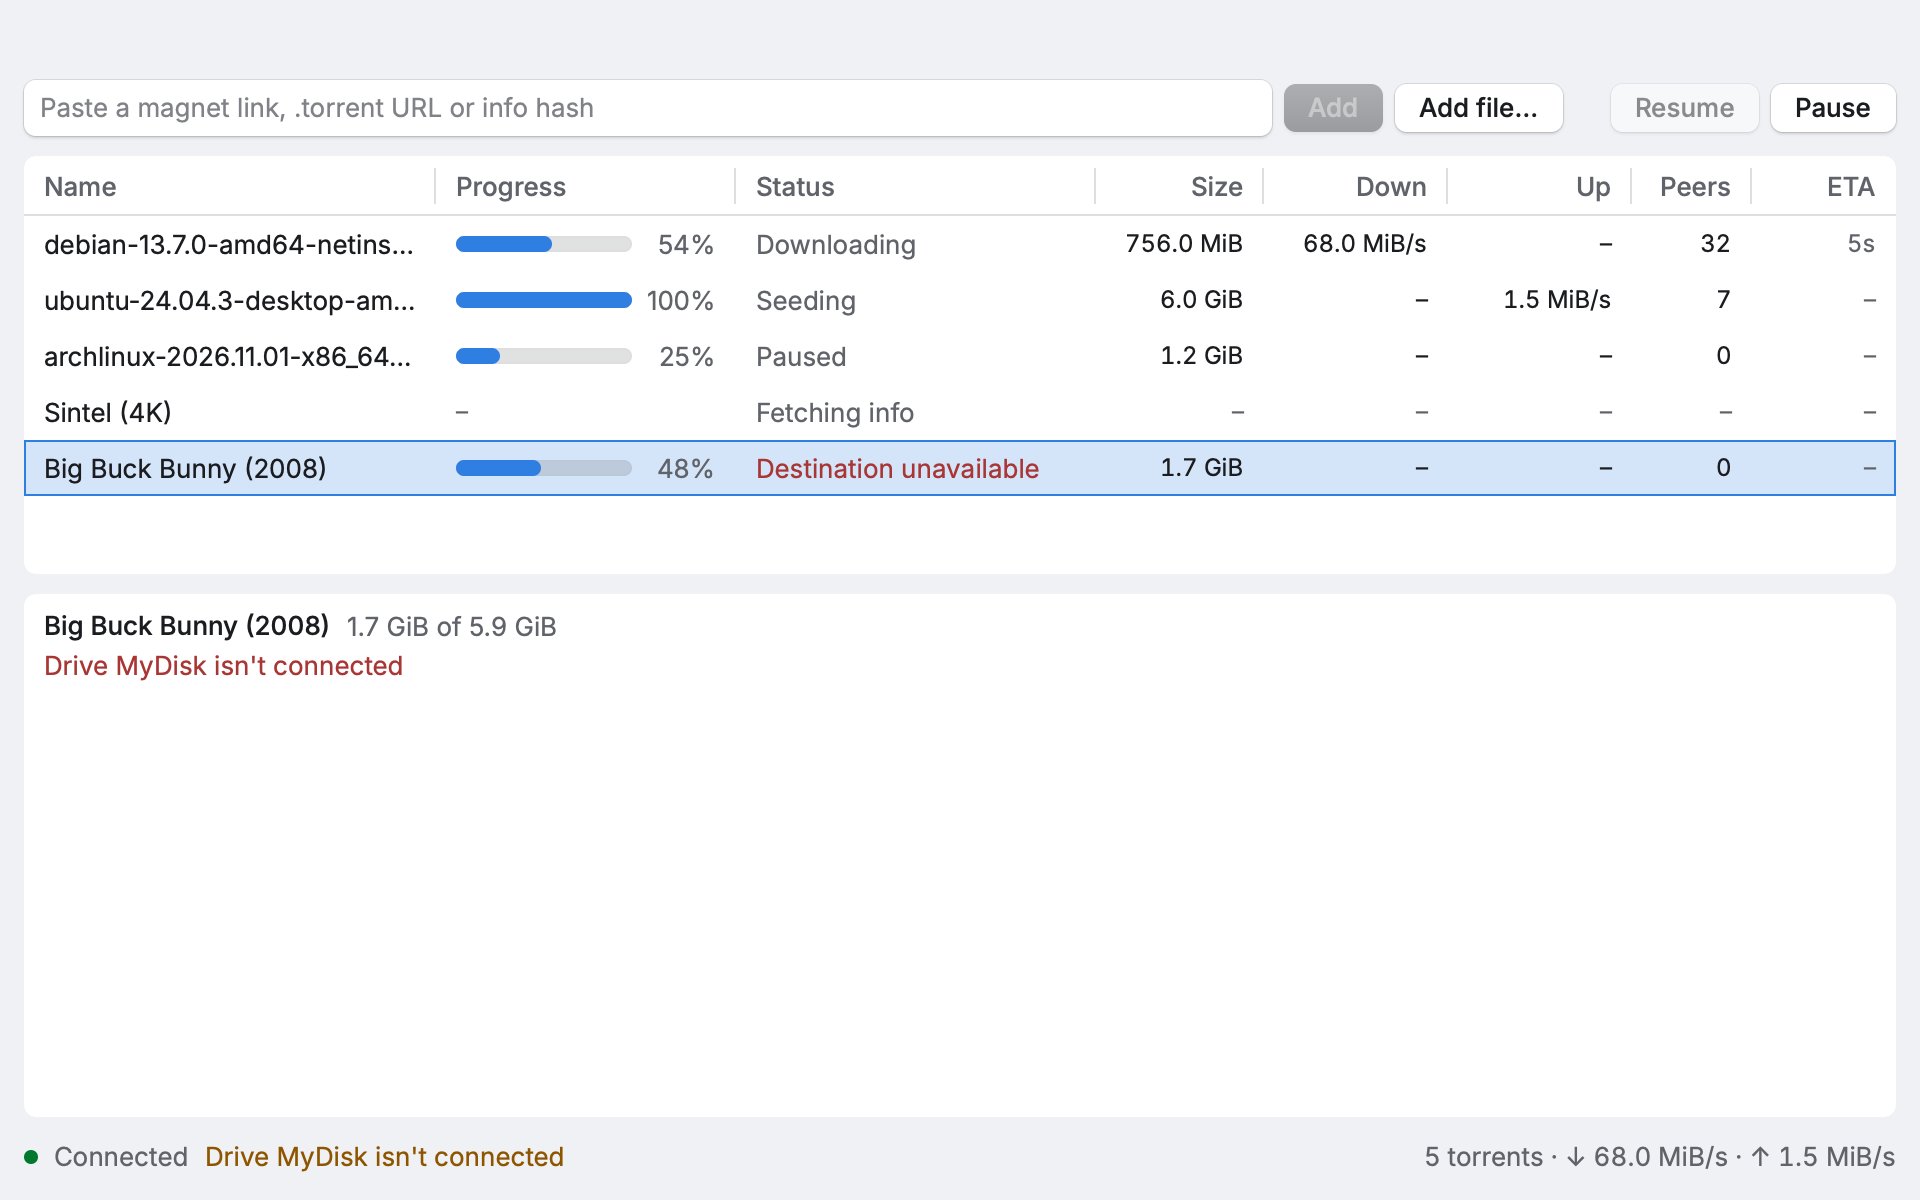 Paste a magnet link, .torrent URL or info hash Add Add file... Resume Pause
Name Progress Status Size Down Up Peers ETA
debian-13.7.0-amd64-netins... 54% Downloading 756.0 MiB 68.0 MiB/s – 32 5s
ubuntu-24.04.3-desktop-am... 100% Seeding 6.0 GiB – 1.5 MiB/s 7 –
archlinux-2026.11.01-x86_64... 25% Paused 1.2 GiB – – 0 –
Sintel (4K) – Fetching info – – – – –
Big Buck Bunny (2008) 48% Destination unavailable 1.7 GiB – – 0 –
Big Buck Bunny (2008) 1.7 GiB of 5.9 GiB
Drive MyDisk isn't connected
Connected Drive MyDisk isn't connected 5 torrents · ↓ 68.0 MiB/s · ↑ 1.5 MiB/s